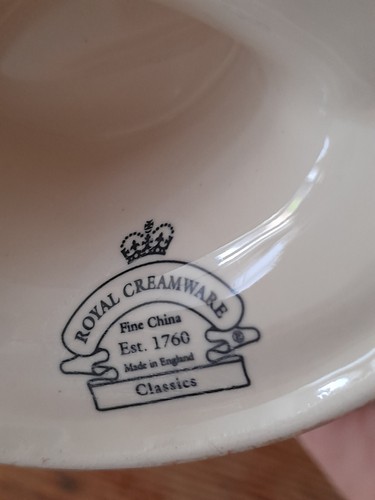 ROYAL CREAMWARE
Fine China
Est. 1760
®
Made in England
Classics